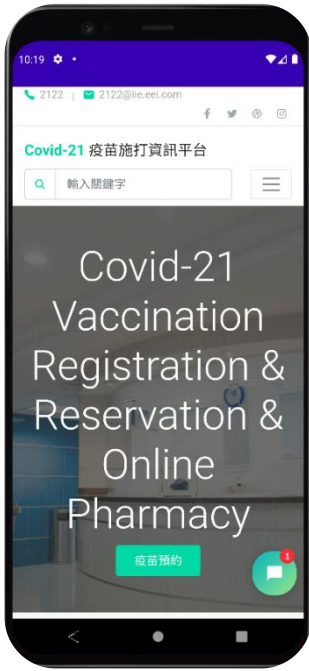 10:19
2122 | 2122@iie.eei.com
Covid-21 疫苗施打資訊平台
輸入關鍵字
Covid-21
Vaccination
Registration &
Reservation &
Online
Pharmacy
疫苗預約
1